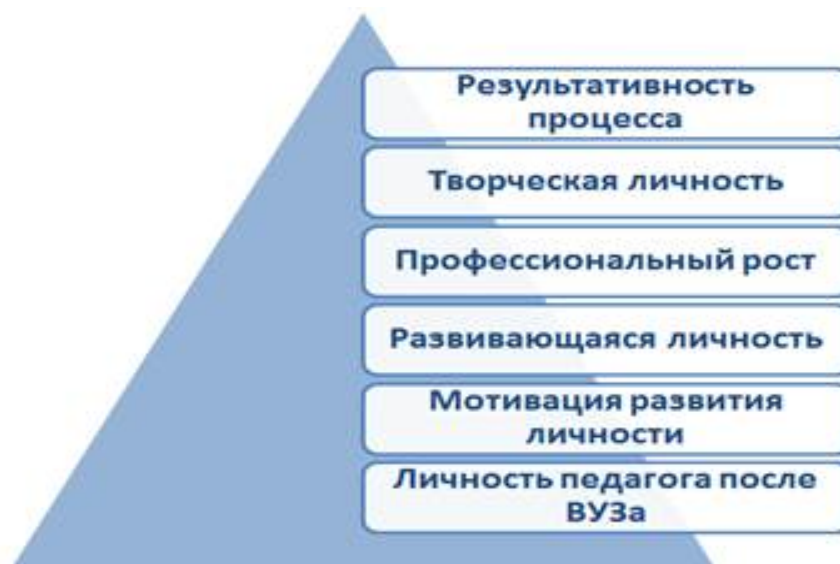 Результативность
процесса
Творческая личность
Профессиональный рост
Развивающаяся личность
Мотивация развития
личности
Личность педагога после
ВУЗа